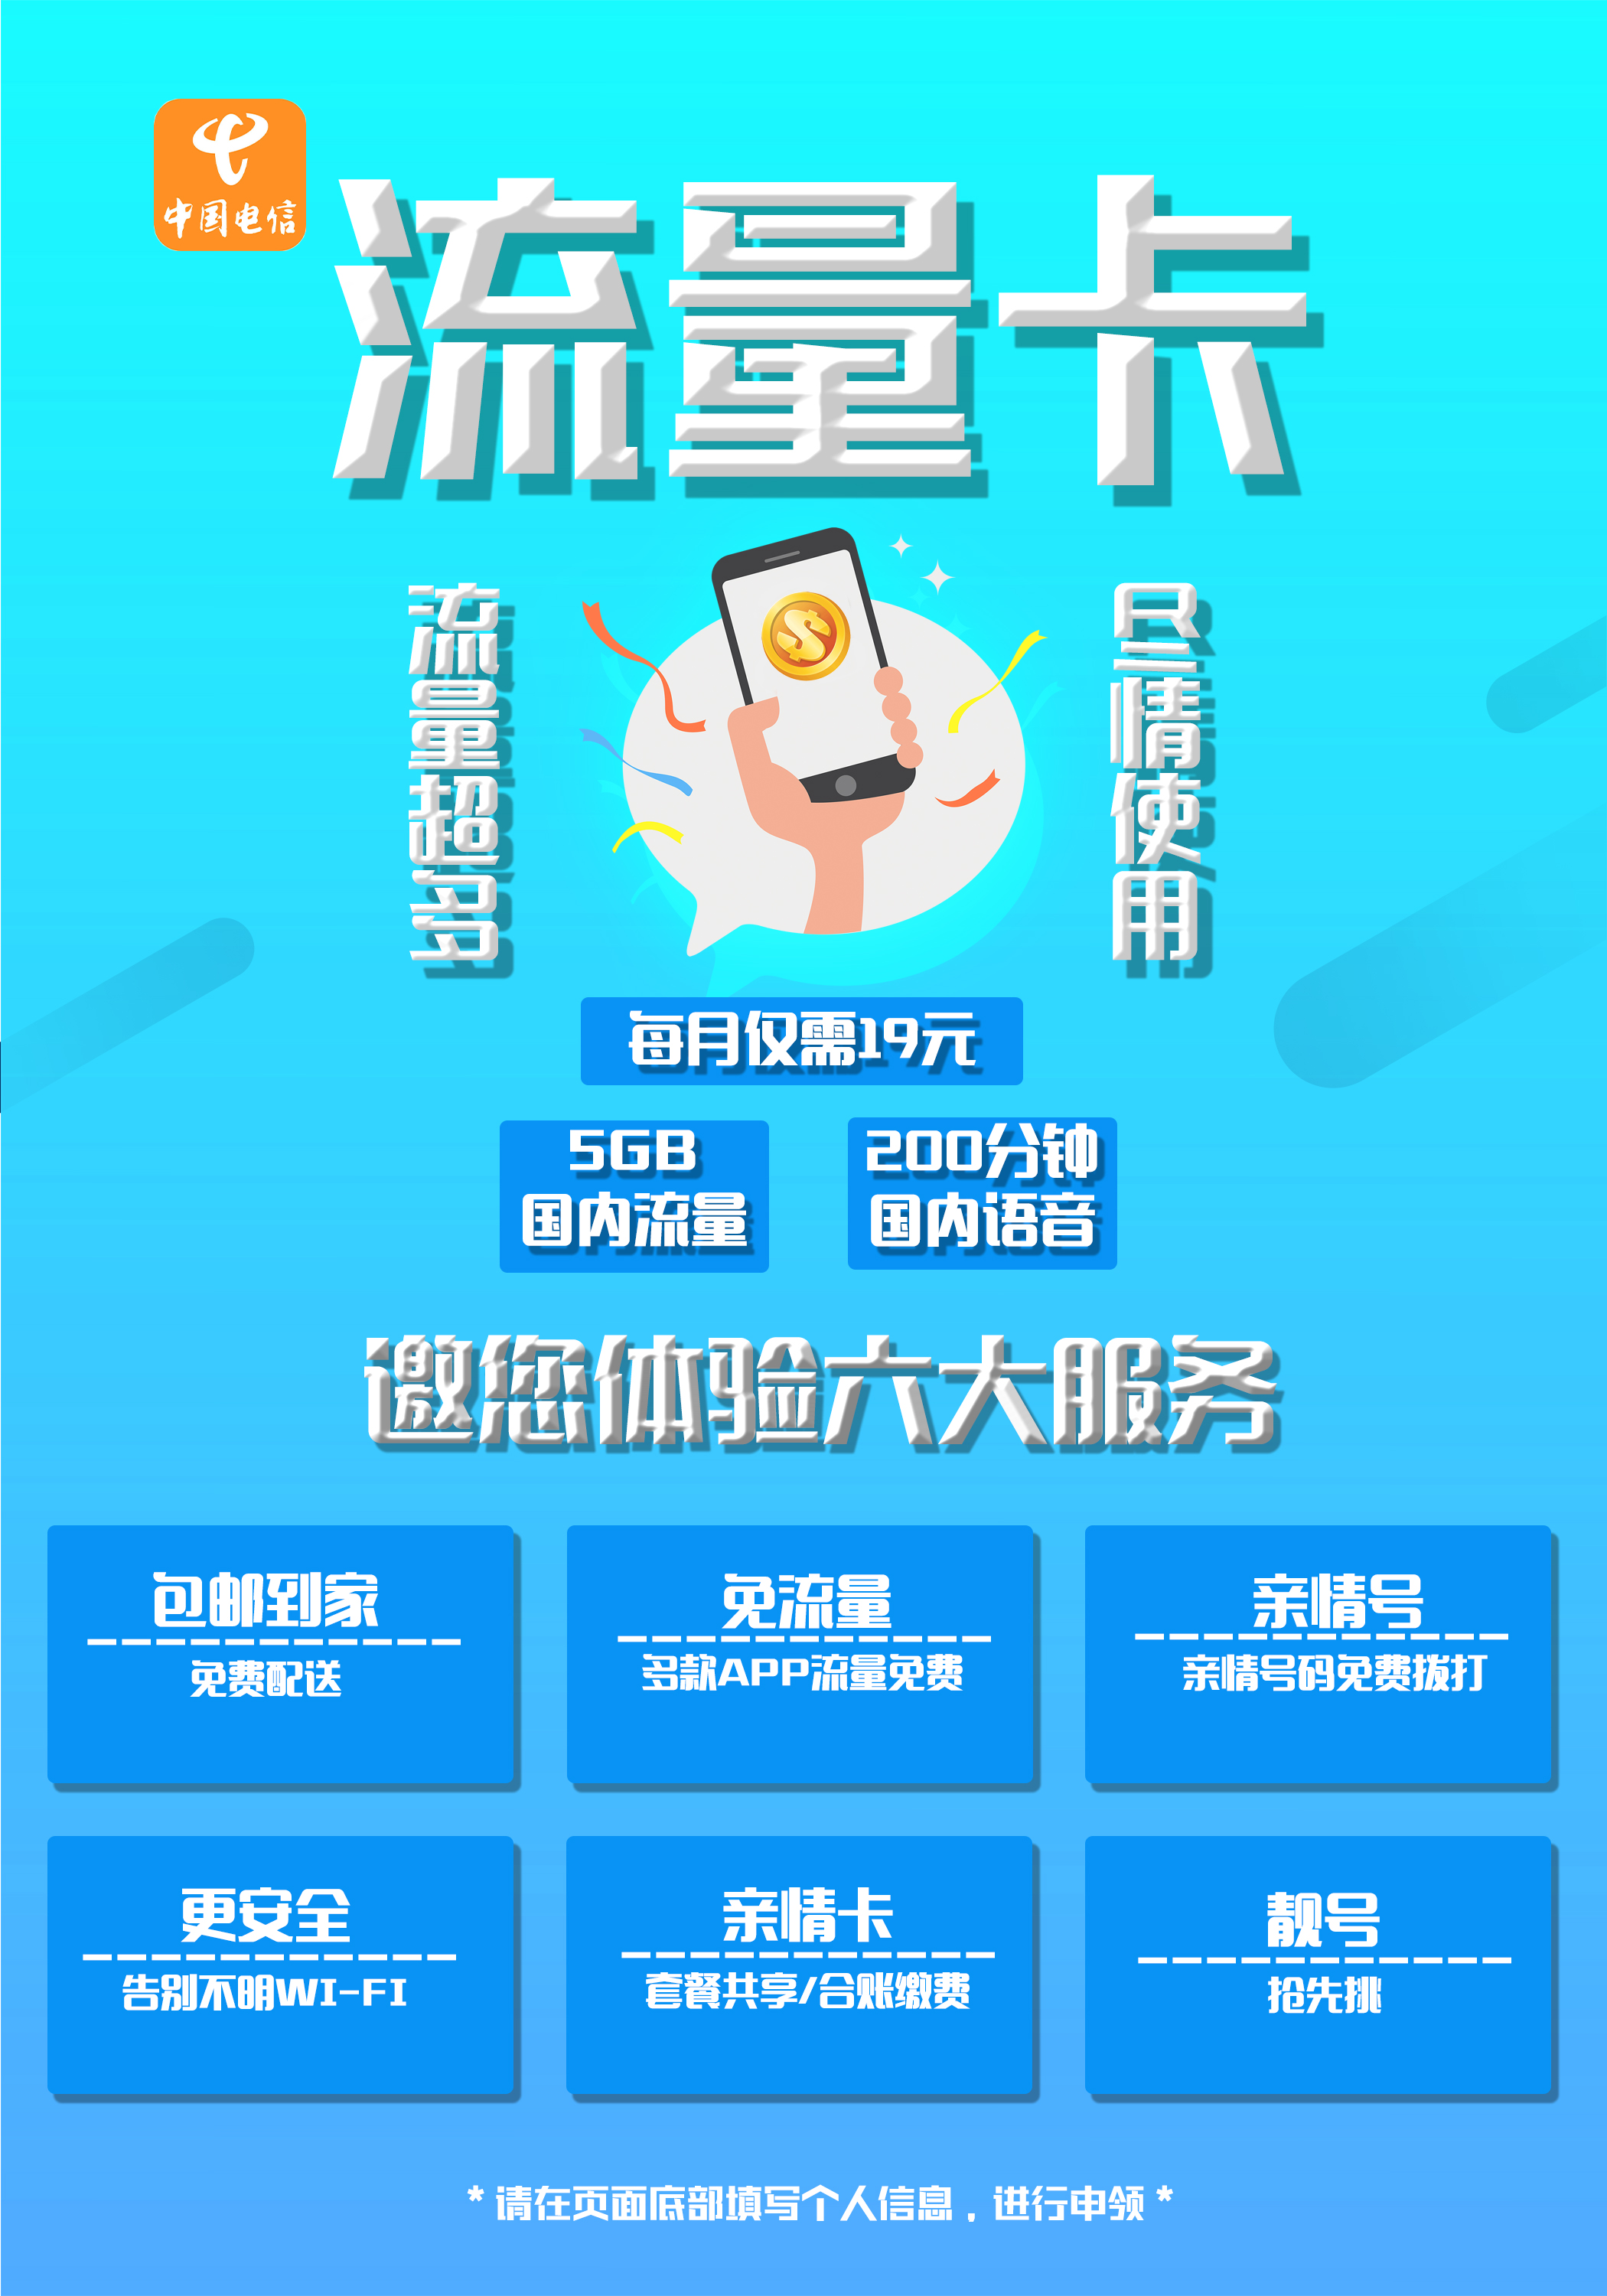 中国电信
流量卡
流量超多
尽情使用
每月仅需19元
5GB
国内流量
200分钟
国内语音
邀您体验六大服务
包邮到家
免费配送
免流量
多款APP流量免费
亲情号
亲情号码免费拨打
更安全
告别不明WI-FI
亲情卡
套餐共享/合账缴费
靓号
抢先挑
*请在页面底部填写个人信息，进行申领*